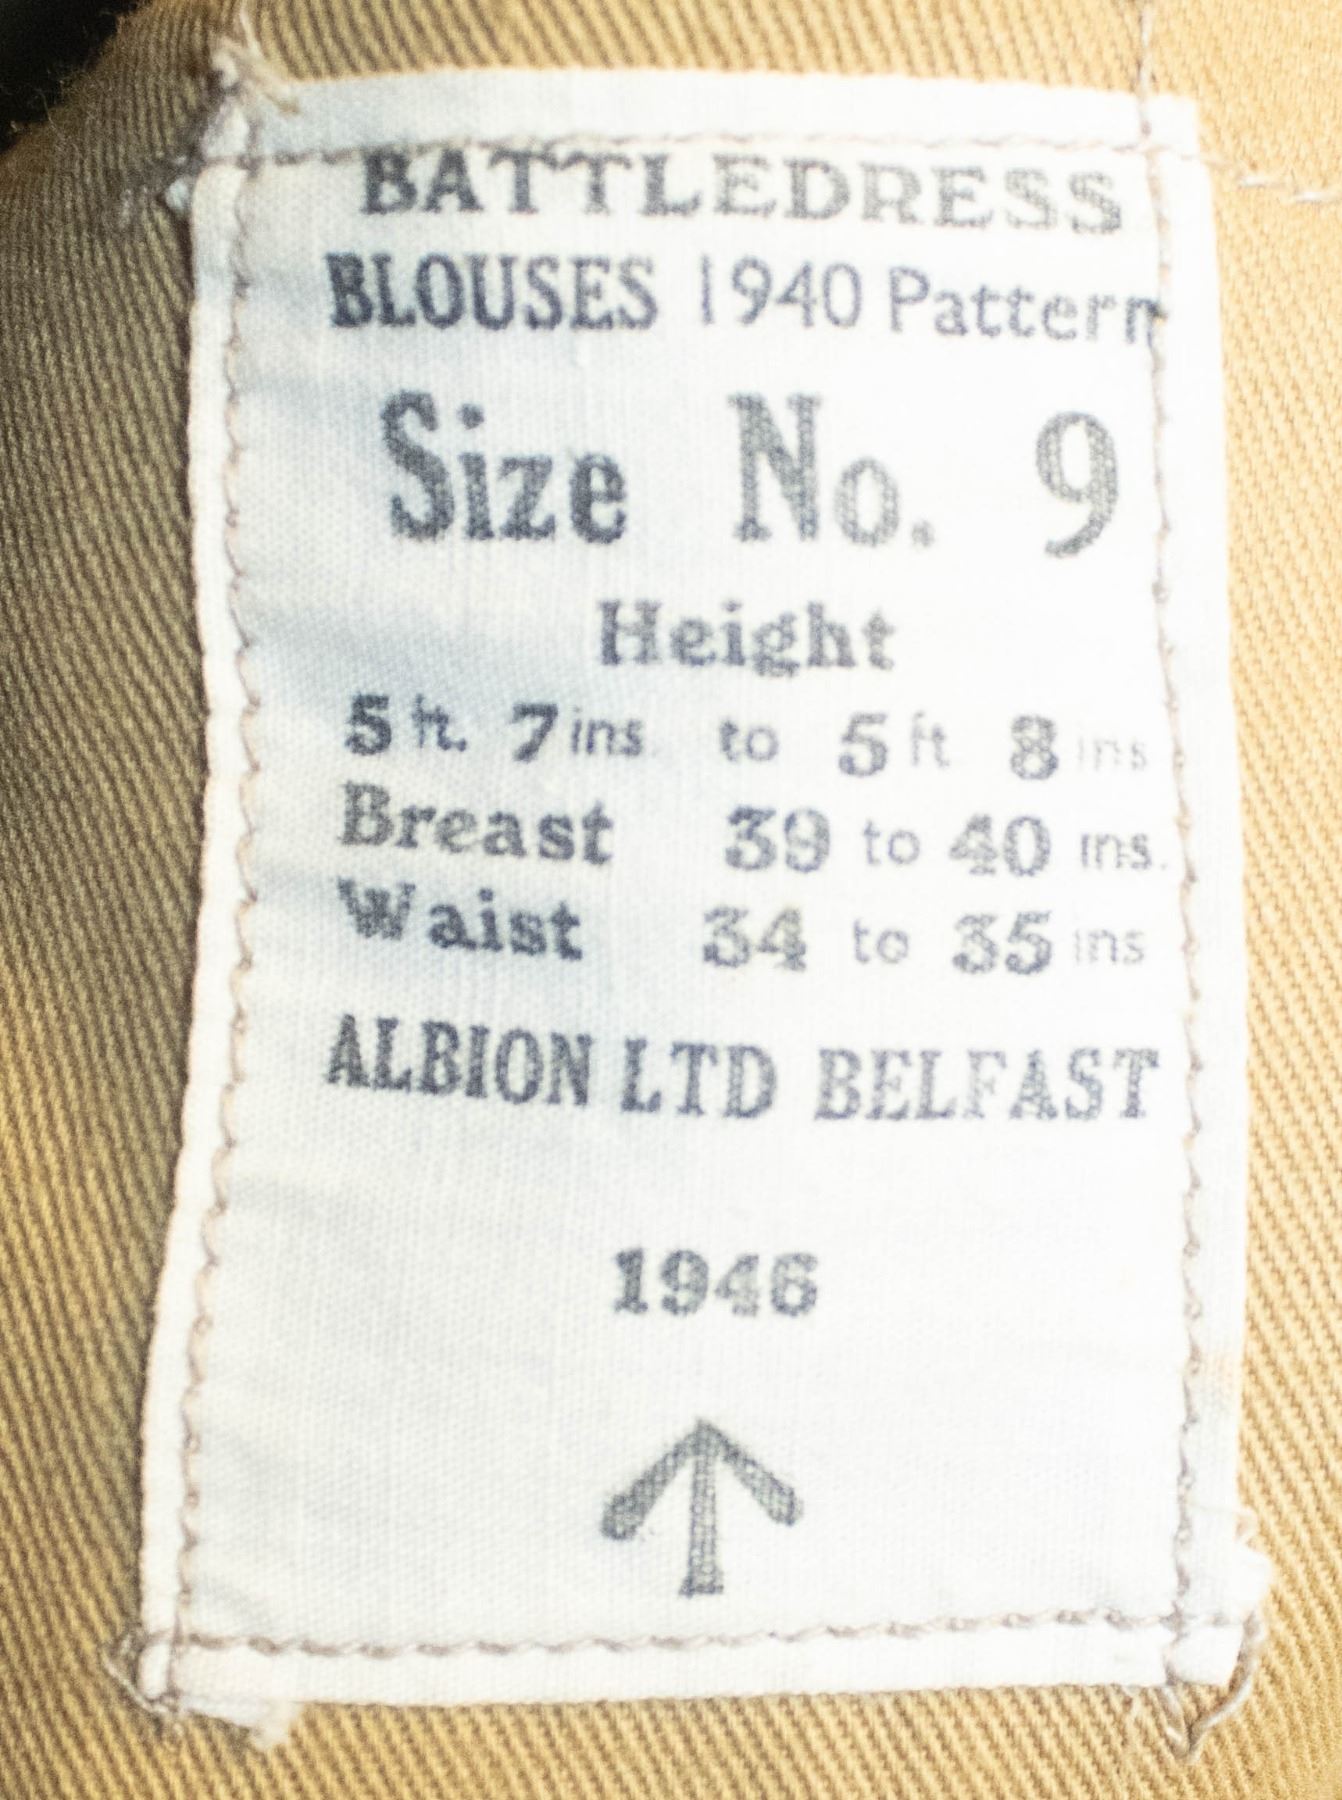 BATTLEDRESS
BLOUSES 1940 Pattern
Size No. 9
Height
5 ft. 7 ins. to 5 ft 8 ins
Breast 39 to 40 ins.
Waist 34 to 35 ins
ALBION LTD BELFAST
1946